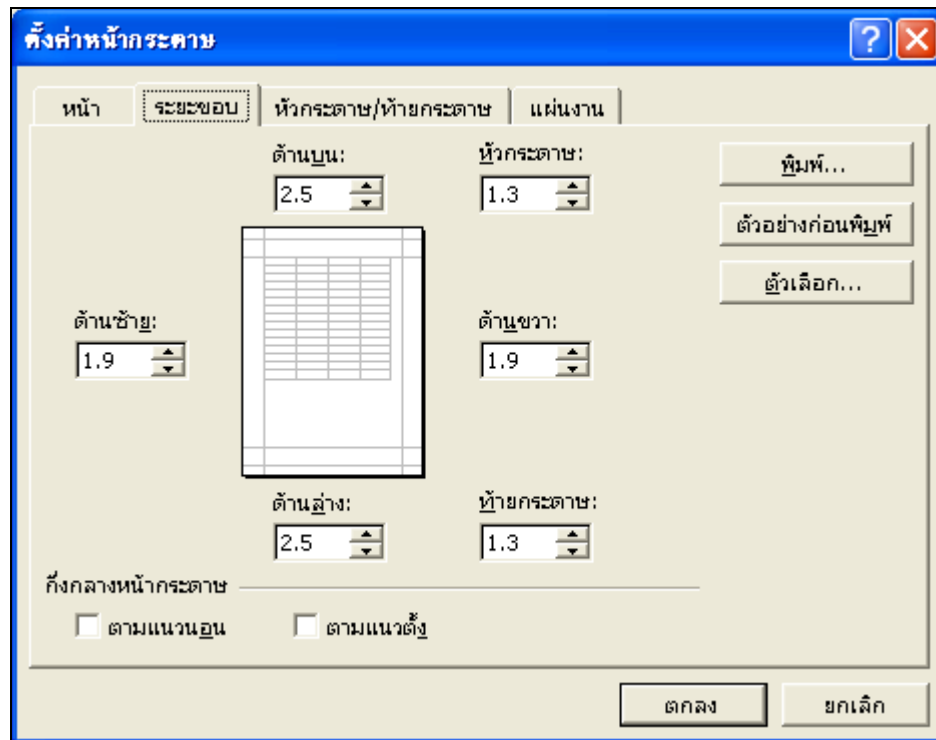 ตั้งค่าหน้ากระดาษ
หน้า ระยะขอบ หัวกระดาษ/ท้ายกระดาษ แผ่นงาน
ด้านบน: หัวกระดาษ: พิมพ์...
2.5 1.3
ตัวอย่างก่อนพิมพ์
ตัวเลือก...
ด้านซ้าย: ด้านขวา:
1.9 1.9
ด้านล่าง: ท้ายกระดาษ:
2.5 1.3
กึ่งกลางหน้ากระดาษ
ตามแนวนอน ตามแนวตั้ง
ตกลง ยกเลิก